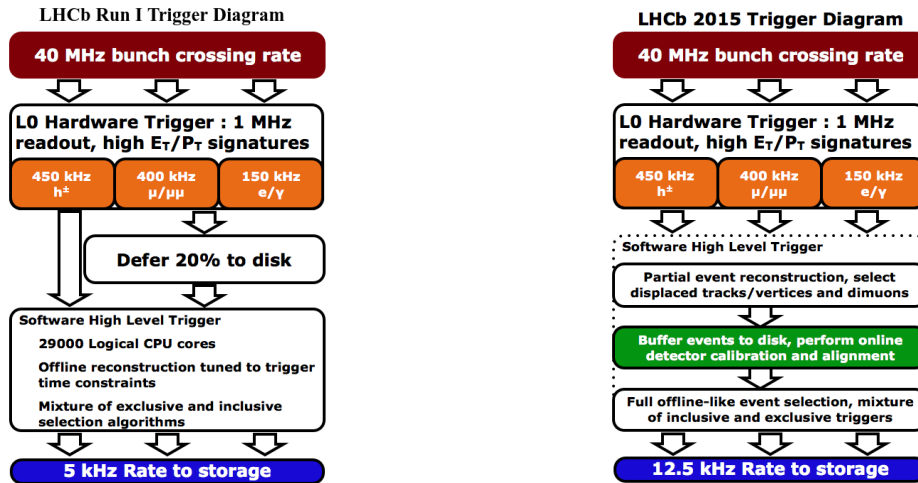 LHCb Run I Trigger Diagram
40 MHz bunch crossing rate
L0 Hardware Trigger : 1 MHz
readout, high E_T/P_T signatures
450 kHz
h±
400 kHz
μ/μμ
150 kHz
e/γ
Defer 20% to disk
Software High Level Trigger
29000 Logical CPU cores
Offline reconstruction tuned to trigger
time constraints
Mixture of exclusive and inclusive
selection algorithms
5 kHz Rate to storage
LHCb 2015 Trigger Diagram
40 MHz bunch crossing rate
L0 Hardware Trigger : 1 MHz
readout, high E_T/P_T signatures
450 kHz
h±
400 kHz
μ/μμ
150 kHz
e/γ
Software High Level Trigger
Partial event reconstruction, select
displaced tracks/vertices and dimuons
Buffer events to disk, perform online
detector calibration and alignment
Full offline-like event selection, mixture
of inclusive and exclusive triggers
12.5 kHz Rate to storage